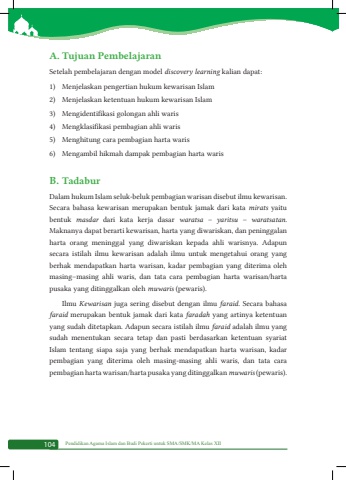 A. Tujuan Pembelajaran
Setelah pembelajaran dengan model discovery learning kalian dapat:
1) Menjelaskan pengertian hukum kewarisan Islam
2) Menjelaskan ketentuan hukum kewarisan Islam
3) Mengidentifikasi golongan ahli waris
4) Mengklasifikasi pembagian ahli waris
5) Menghitung cara pembagian harta waris
6) Mengambil hikmah dampak pembagian harta waris
B. Tadabur
Dalam hukum Islam seluk-beluk pembagian warisan disebut ilmu kewarisan.
Secara bahasa kewarisan merupakan bentuk jamak dari kata mirats yaitu
bentuk masdar dari kata kerja dasar waratsa – yaritsu – waratsatan.
Maknanya dapat berarti kewarisan, harta yang diwariskan, dan peninggalan
harta orang meninggal yang diwariskan kepada ahli warisnya. Adapun
secara istilah ilmu kewarisan adalah ilmu untuk mengetahui orang yang
berhak mendapatkan harta warisan, kadar pembagian yang diterima oleh
masing–masing ahli waris, dan tata cara pembagian harta warisan/harta
pusaka yang ditinggalkan oleh muwaris (pewaris).
Ilmu Kewarisan juga sering disebut dengan ilmu faraid. Secara bahasa
faraid merupakan bentuk jamak dari kata faradah yang artinya ketentuan
yang sudah ditetapkan. Adapun secara istilah ilmu faraid adalah ilmu yang
sudah menentukan secara tetap dan pasti berdasarkan ketentuan syariat
Islam tentang siapa saja yang berhak mendapatkan harta warisan, kadar
pembagian yang diterima oleh masing-masing ahli waris, dan tata cara
pembagian harta warisan/harta pusaka yang ditinggalkan muwaris (pewaris).
104 Pendidikan Agama Islam dan Budi Pekerti untuk SMA/SMK/MA Kelas XII